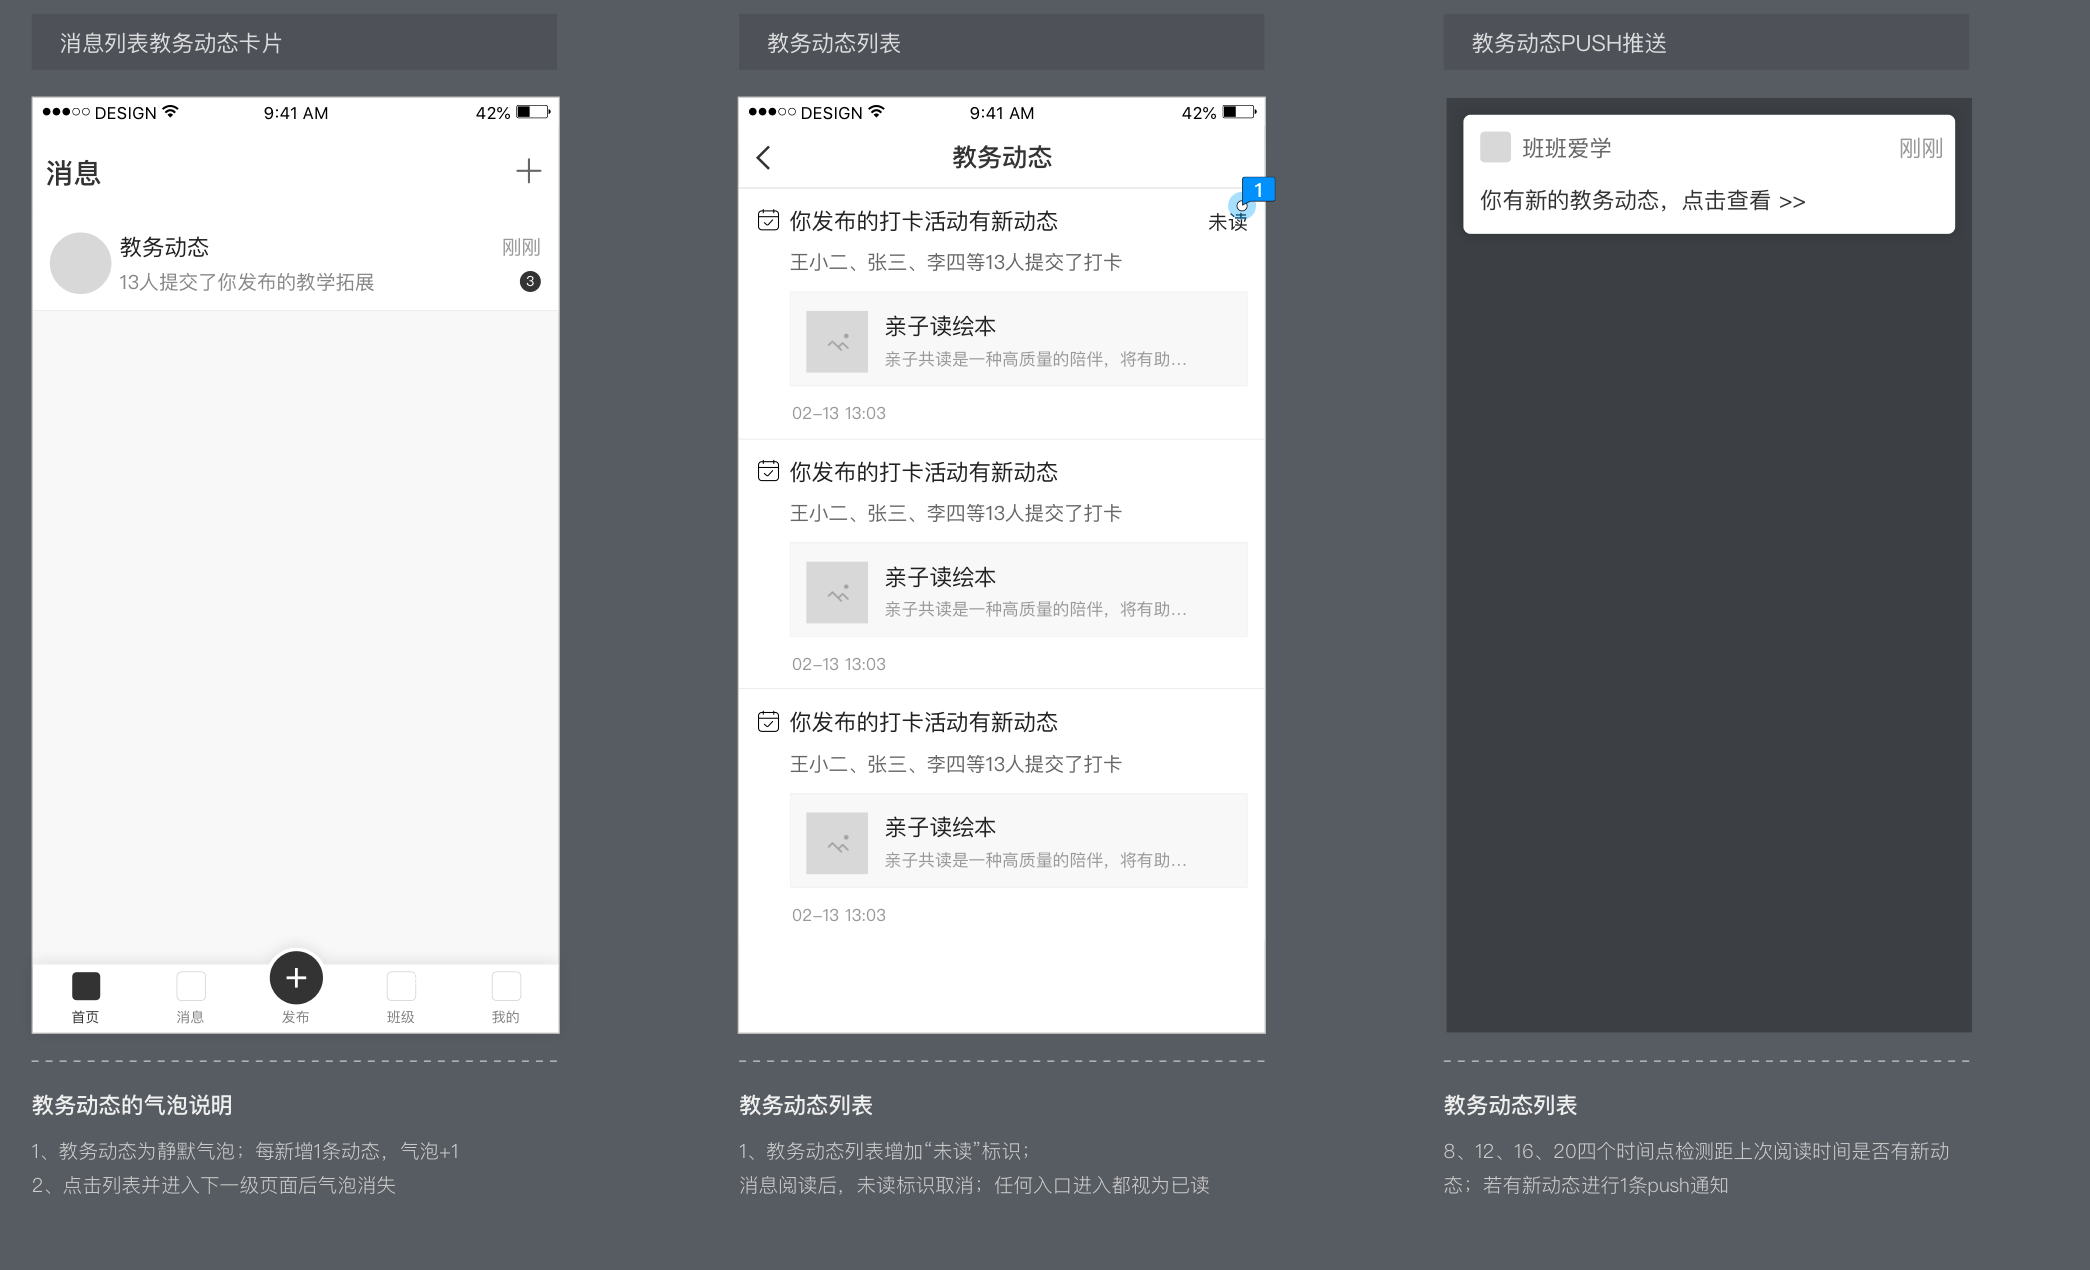 消息列表教务动态卡片
DESIGN 9:41 AM 42%
消息
教务动态 刚刚
13人提交了你发布的教学拓展 3
首页 消息 发布 班级 我的
教务动态的气泡说明
1、教务动态为静默气泡；每新增1条动态，气泡+1
2、点击列表并进入下一级页面后气泡消失
教务动态列表
DESIGN 9:41 AM 42%
教务动态
1
你发布的打卡活动有新动态 未读
王小二、张三、李四等13人提交了打卡
亲子读绘本
亲子共读是一种高质量的陪伴，将有助...
02-13 13:03
你发布的打卡活动有新动态
王小二、张三、李四等13人提交了打卡
亲子读绘本
亲子共读是一种高质量的陪伴，将有助...
02-13 13:03
你发布的打卡活动有新动态
王小二、张三、李四等13人提交了打卡
亲子读绘本
亲子共读是一种高质量的陪伴，将有助...
02-13 13:03
教务动态列表
1、教务动态列表增加“未读”标识；
消息阅读后，未读标识取消；任何入口进入都视为已读
教务动态PUSH推送
班班爱学 刚刚
你有新的教务动态，点击查看 >>
教务动态列表
8、12、16、20四个时间点检测距上次阅读时间是否有新动
态；若有新动态进行1条push通知